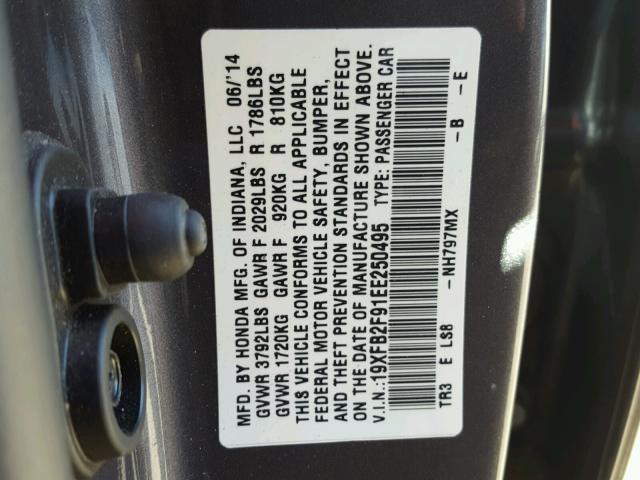 MFD. BY HONDA MFG. OF INDIANA, LLC 06/'14
GVWR 3792LBS GAWR F 2029LBS R 1786LBS
GVWR 1720KG GAWR F 920KG R 810KG
THIS VEHICLE CONFORMS TO ALL APPLICABLE
FEDERAL MOTOR VEHICLE SAFETY, BUMPER,
AND THEFT PREVENTION STANDARDS IN EFFECT
ON THE DATE OF MANUFACTURE SHOWN ABOVE.
V.I.N.:19XFB2F91EE250495 TYPE: PASSENGER CAR
TR3 E LS8 -NH797MX -B -E